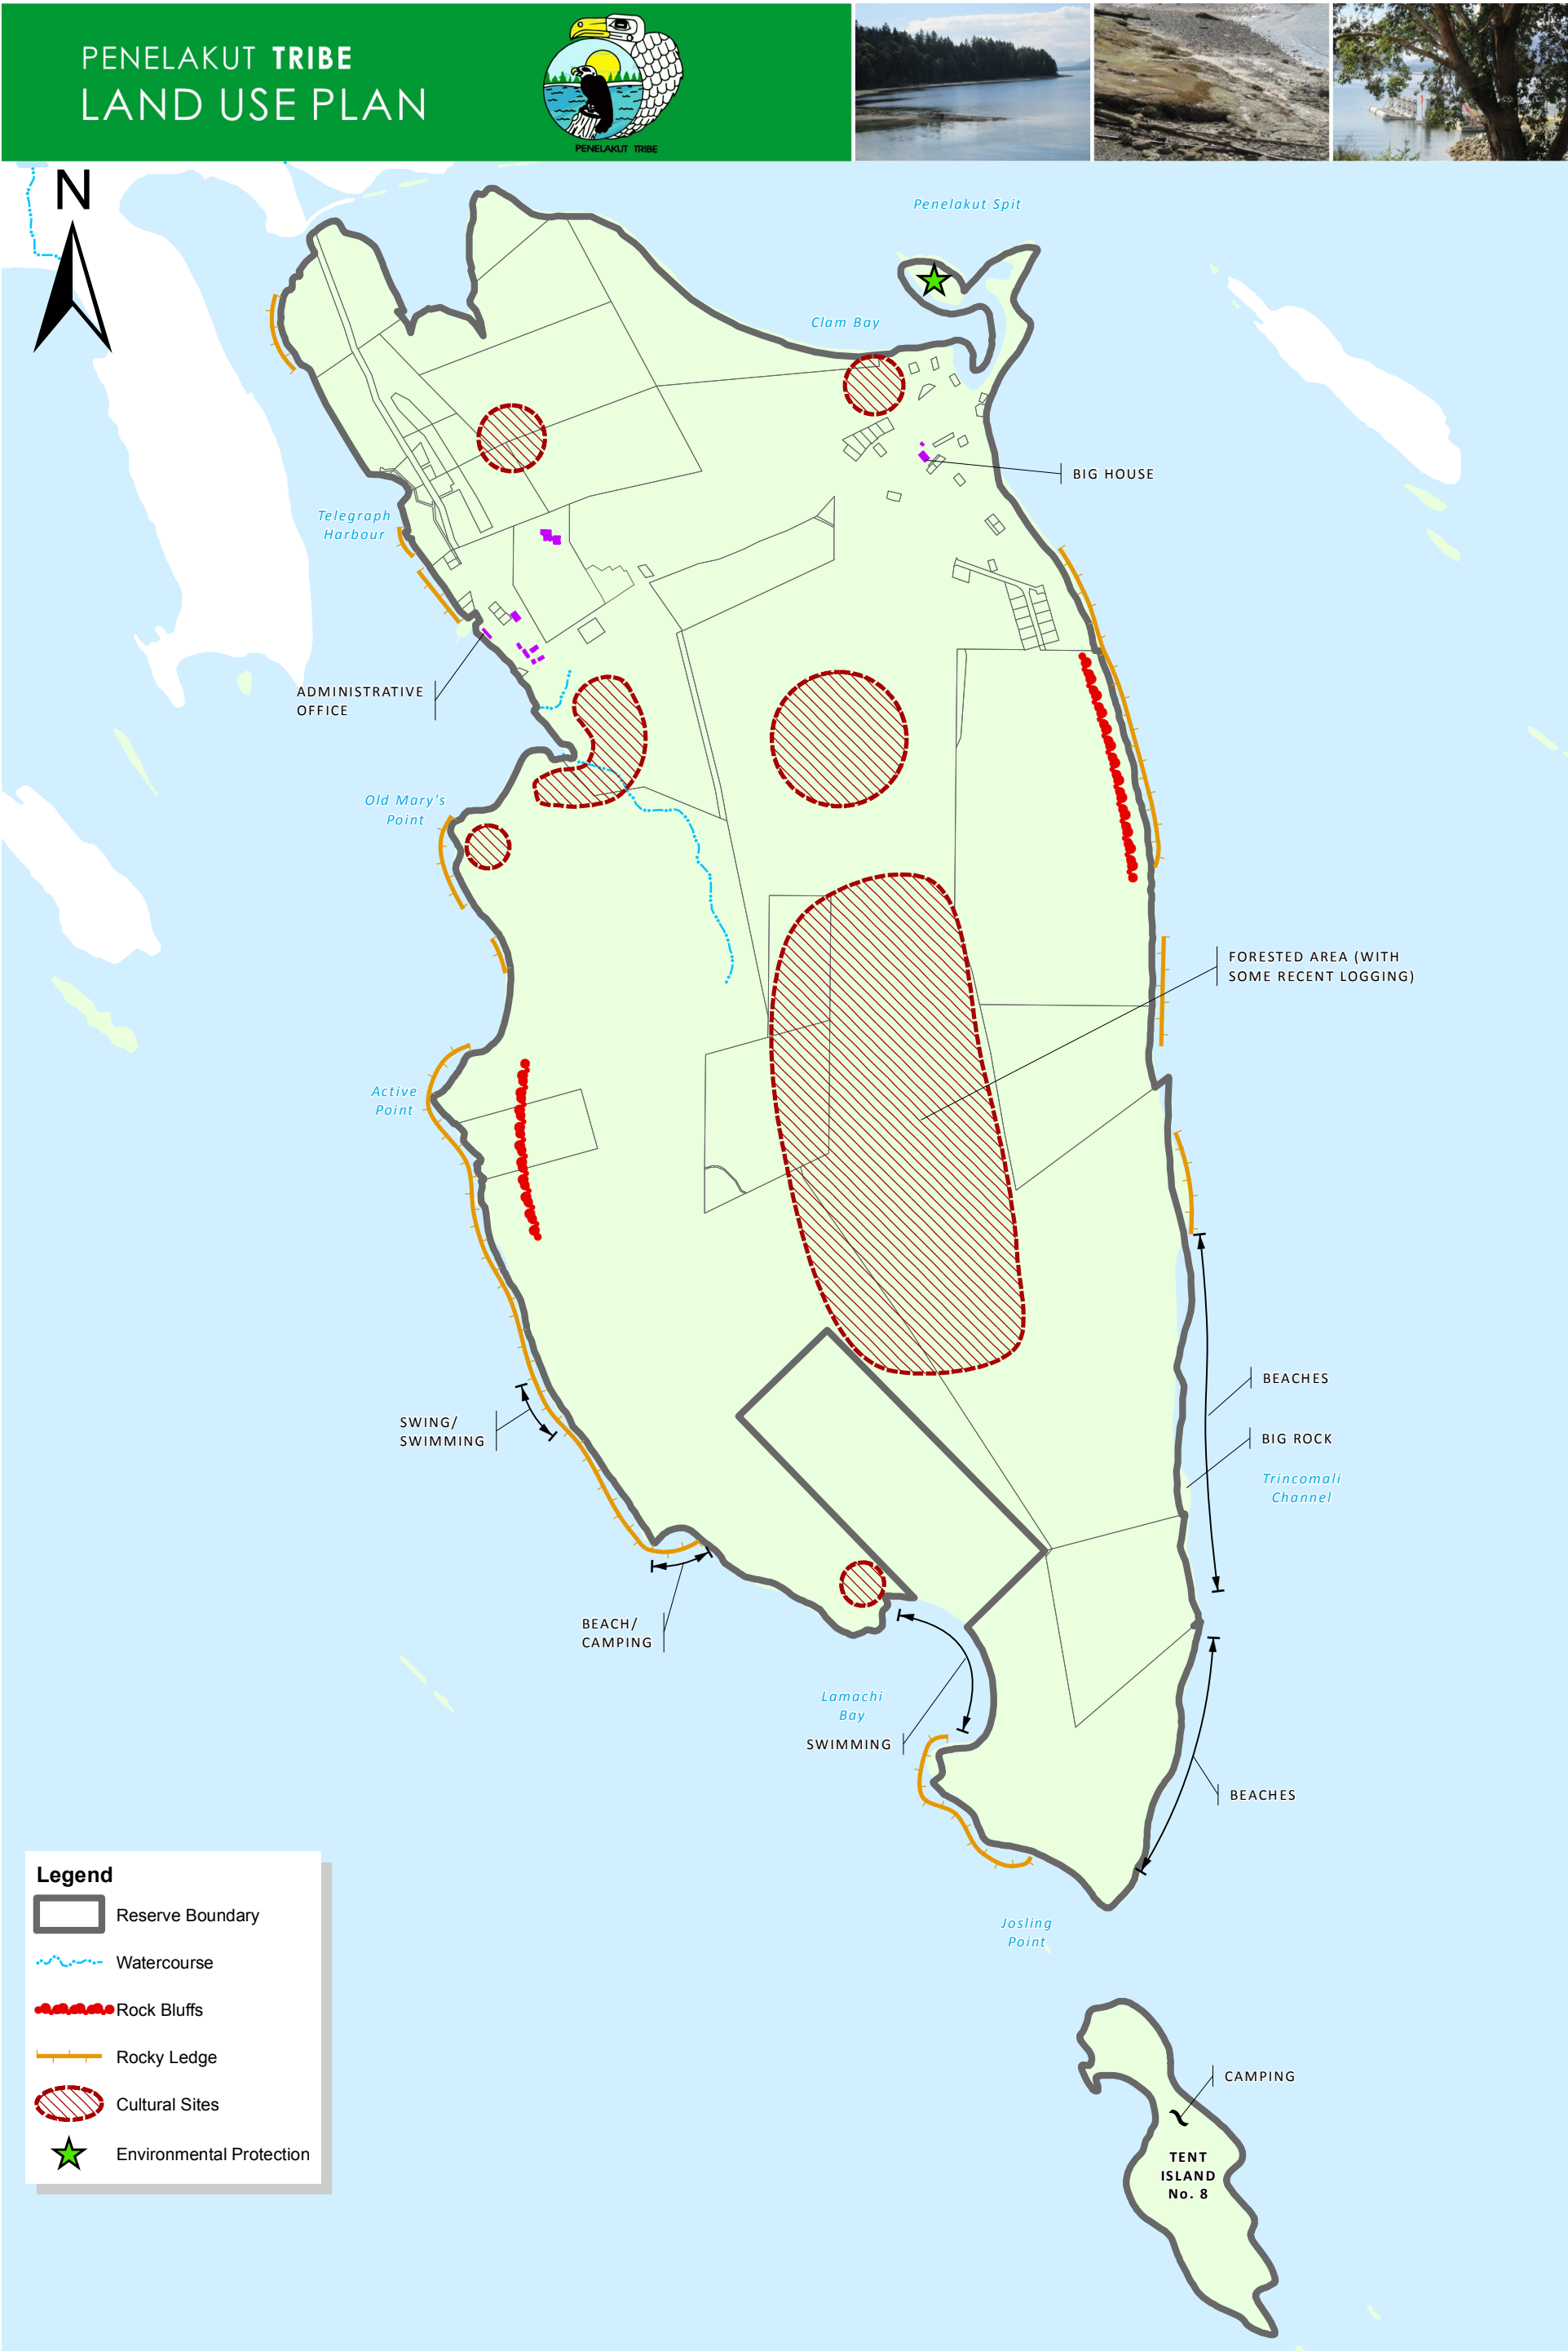 PENELAKUT TRIBE
LAND USE PLAN
PENELAKUT TRIBE
N
Penelakut Spit
Clam Bay
BIG HOUSE
Telegraph
Harbour
ADMINISTRATIVE
OFFICE
Old Mary's
Point
FORESTED AREA (WITH
SOME RECENT LOGGING)
Active
Point
BEACHES
SWING/
SWIMMING
BIG ROCK
Trincomali
Channel
BEACH/
CAMPING
Lamachi
Bay
SWIMMING
BEACHES
Josling
Point
CAMPING
TENT
ISLAND
No. 8
Legend
Reserve Boundary
Watercourse
Rock Bluffs
Rocky Ledge
Cultural Sites
Environmental Protection